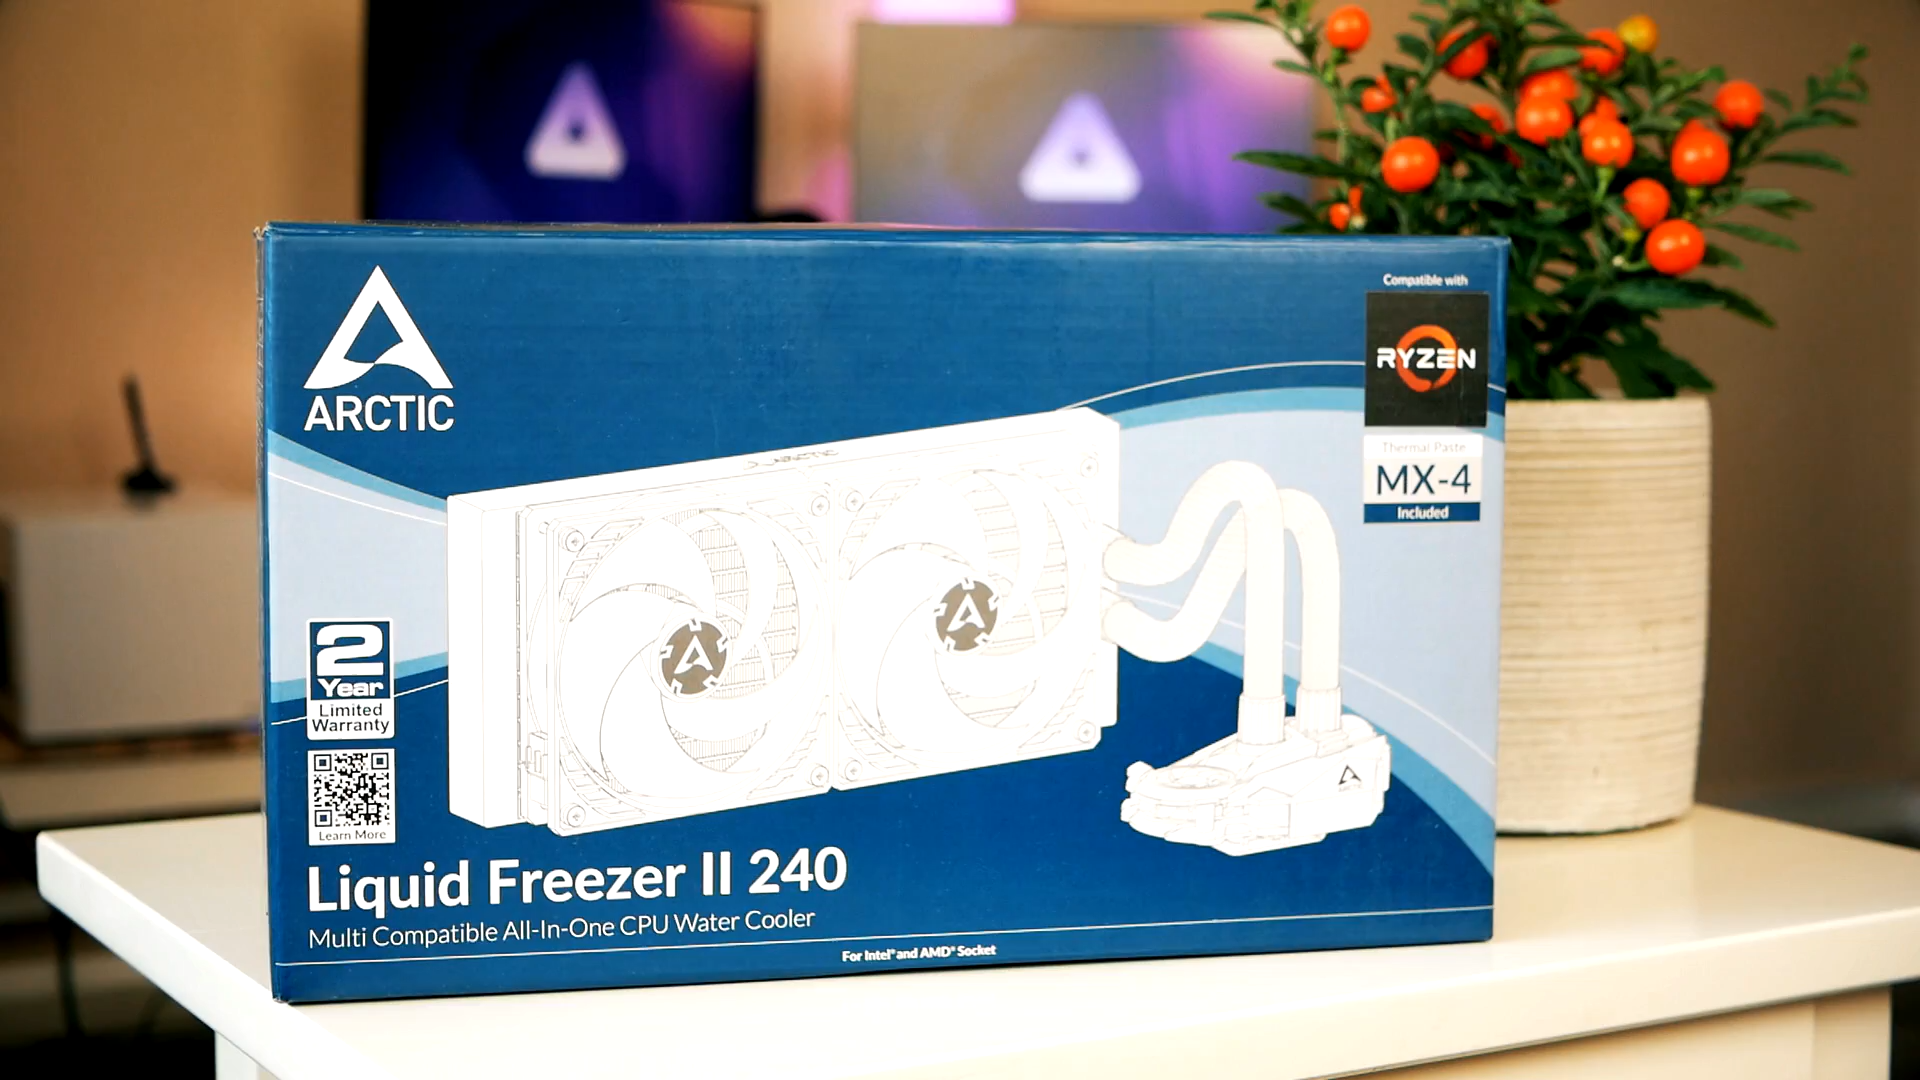 ARCTIC
Compatible with
RYZEN
Thermal Paste
MX-4
Included
ARCTIC
2
Year
Limited
Warranty
Learn More
Liquid Freezer II 240
Multi Compatible All-In-One CPU Water Cooler
For Intel® and AMD® Socket